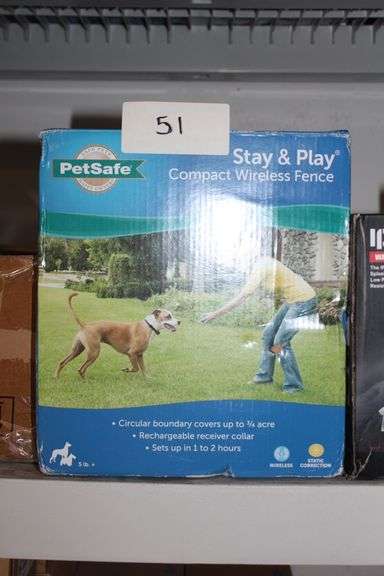 51
PetSafe®
Stay & Play®
Compact Wireless Fence
• Circular boundary covers up to ¾ acre
• Rechargeable receiver collar
• Sets up in 1 to 2 hours
5 lb. +
WIRELESS
STATIC
CORRECTION